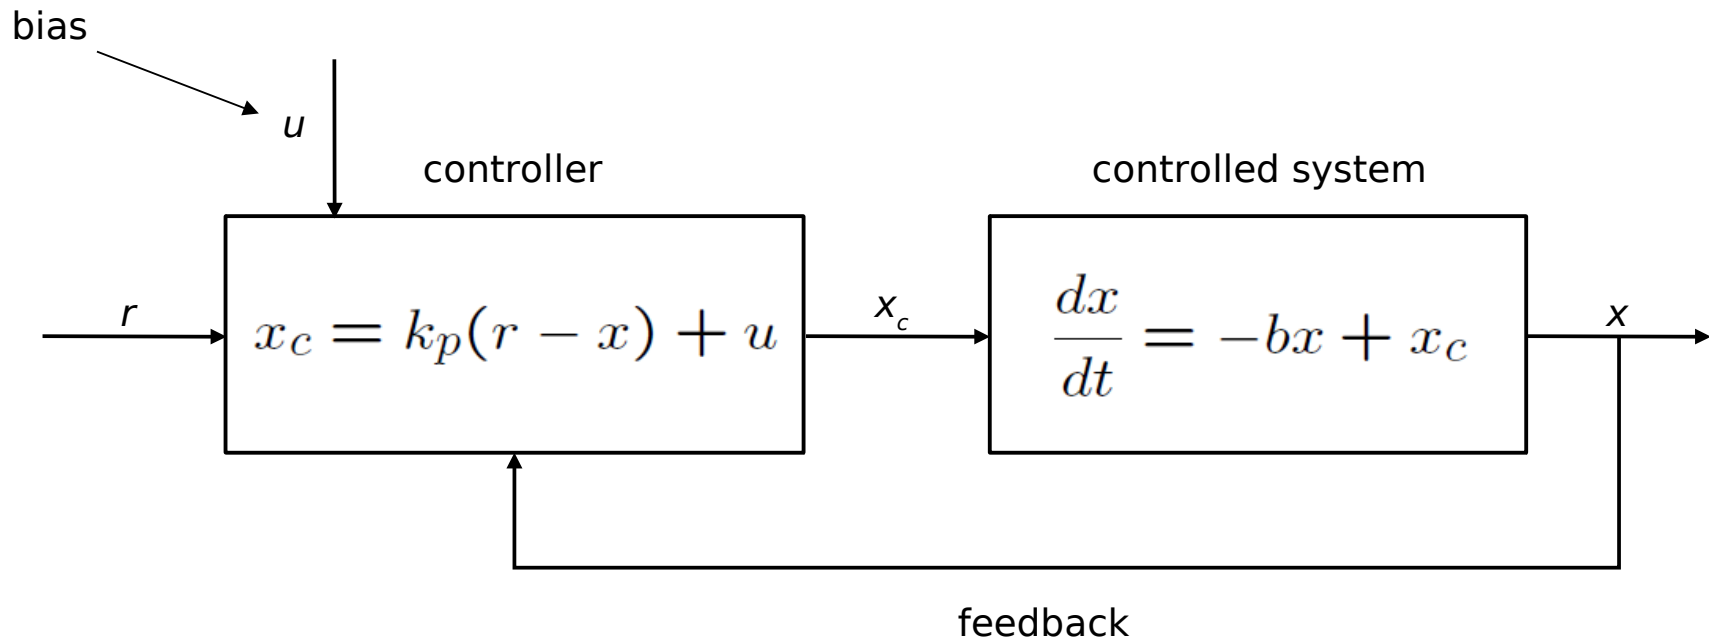 bias
u
controller
controlled system
r
x_c = k_p(r − x) + u
x_c
dx/dt = −bx + x_c
x
feedback